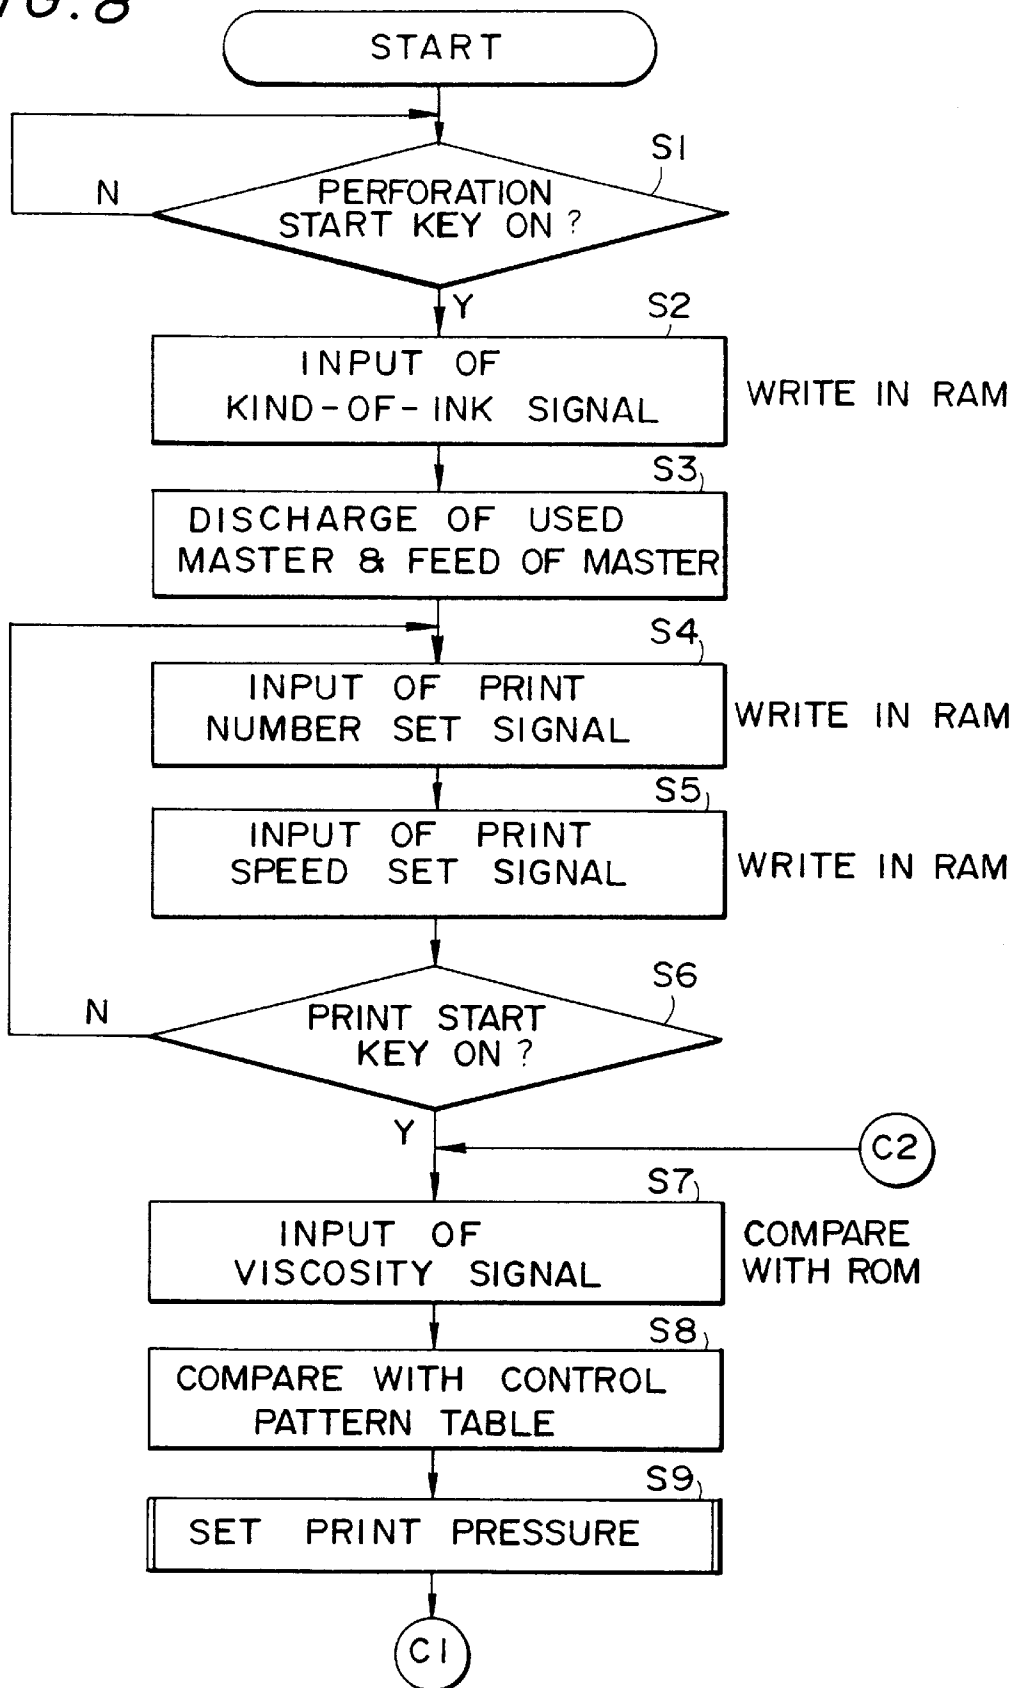 START
S1
N
PERFORATION
START KEY ON ?
Y
S2
INPUT OF
KIND-OF-INK SIGNAL
WRITE IN RAM
S3
DISCHARGE OF USED
MASTER & FEED OF MASTER
S4
INPUT OF PRINT
NUMBER SET SIGNAL
WRITE IN RAM
S5
INPUT OF PRINT
SPEED SET SIGNAL
WRITE IN RAM
S6
N
PRINT START
KEY ON ?
Y
C2
S7
INPUT OF
VISCOSITY SIGNAL
COMPARE
WITH ROM
S8
COMPARE WITH CONTROL
PATTERN TABLE
S9
SET PRINT PRESSURE
C1